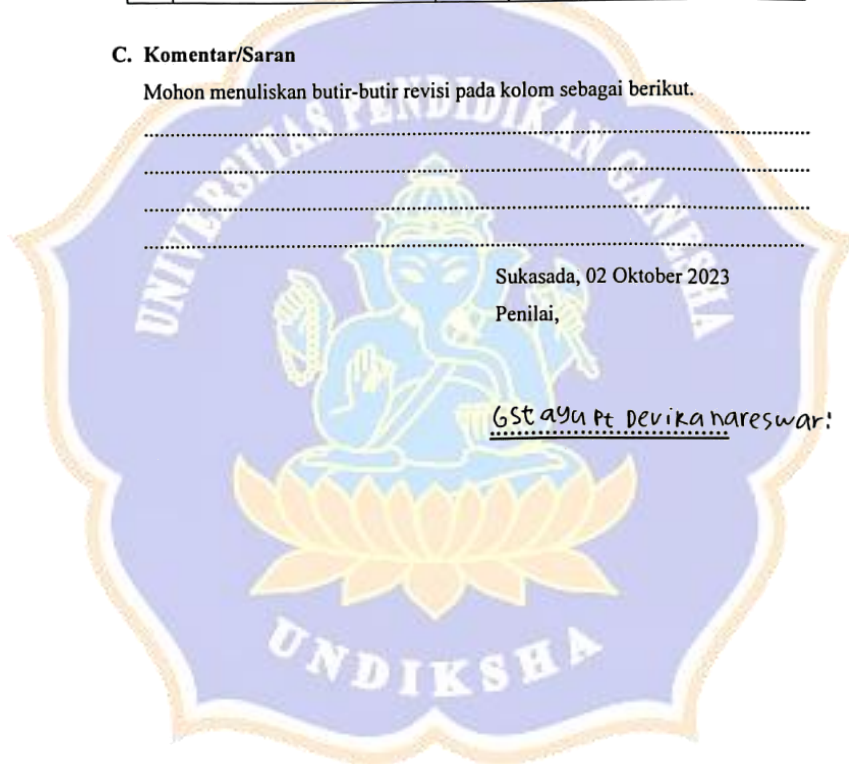 C. Komentar/Saran
Mohon menuliskan butir-butir revisi pada kolom sebagai berikut.
UNIVERSITAS PENDIDIKAN GANESHA
Sukasada, 02 Oktober 2023
Penilai,
GSt ayu Pt Devika nareswari
UNDIKSHA